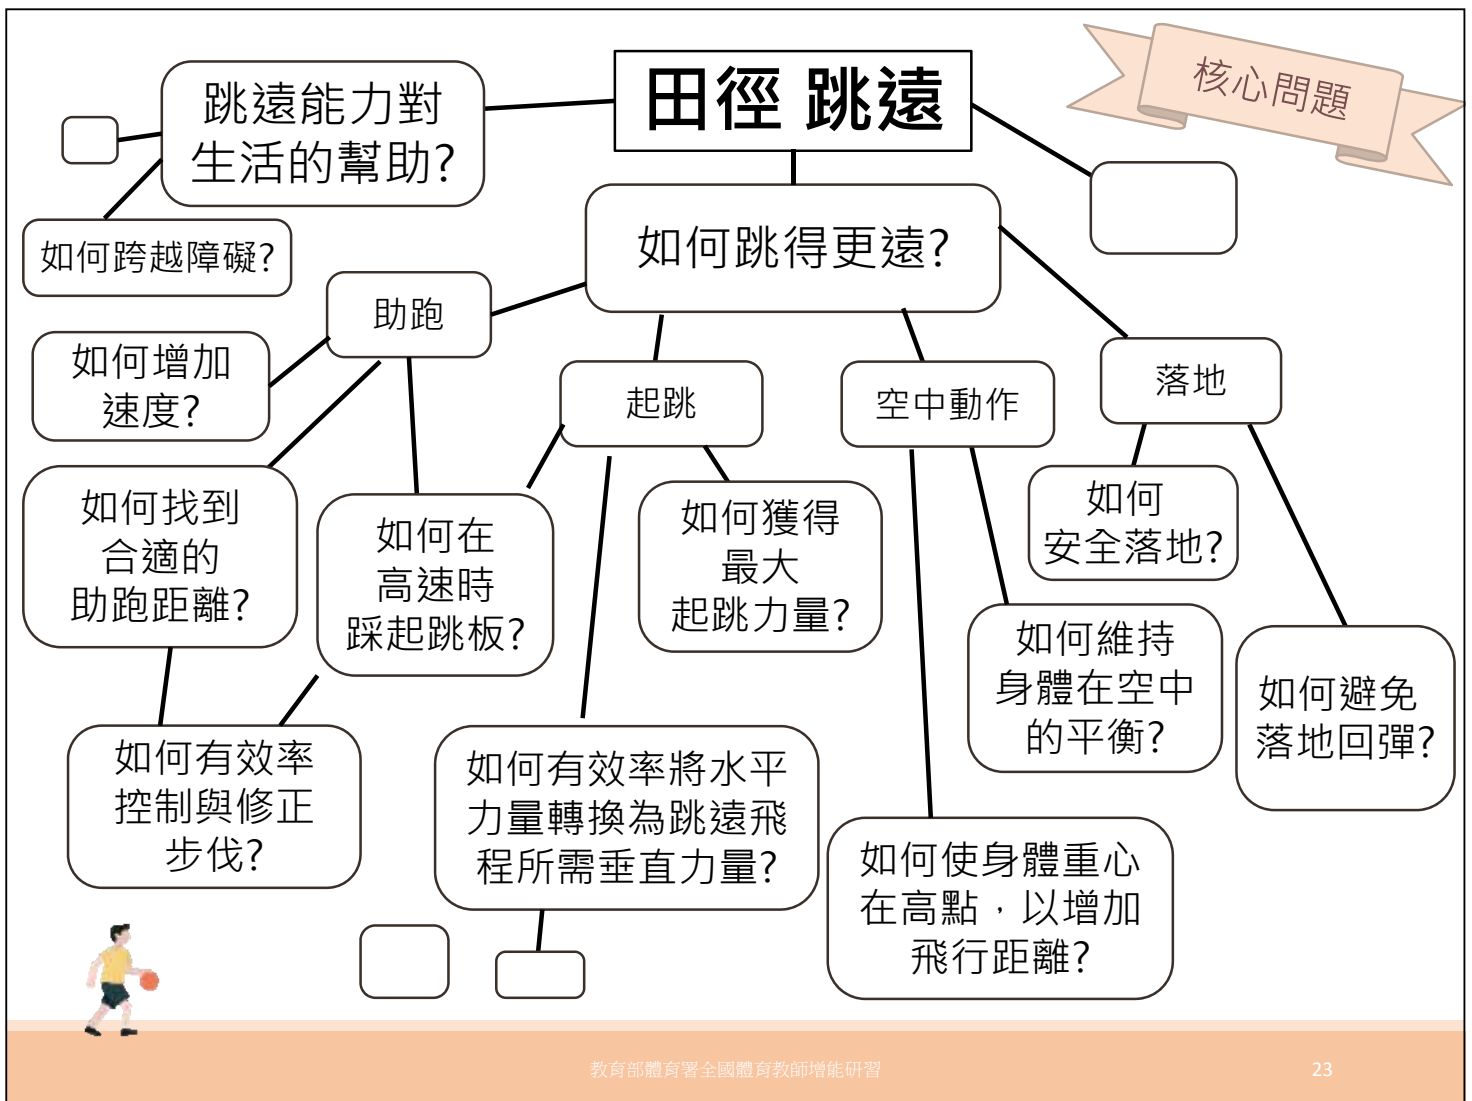 田徑 跳遠
核心問題
跳遠能力對
生活的幫助?
如何跨越障礙?
如何跳得更遠?
助跑
如何增加
速度?
如何找到
合適的
助跑距離?
如何在
高速時
踩起跳板?
如何有效率
控制與修正
步伐?
起跳
如何獲得
最大
起跳力量?
如何有效率將水平
力量轉換為跳遠飛
程所需垂直力量?
空中動作
如何維持
身體在空中
的平衡?
如何使身體重心
在高點，以增加
飛行距離?
落地
如何
安全落地?
如何避免
落地回彈?
教育部體育署全國體育教師增能研習
23